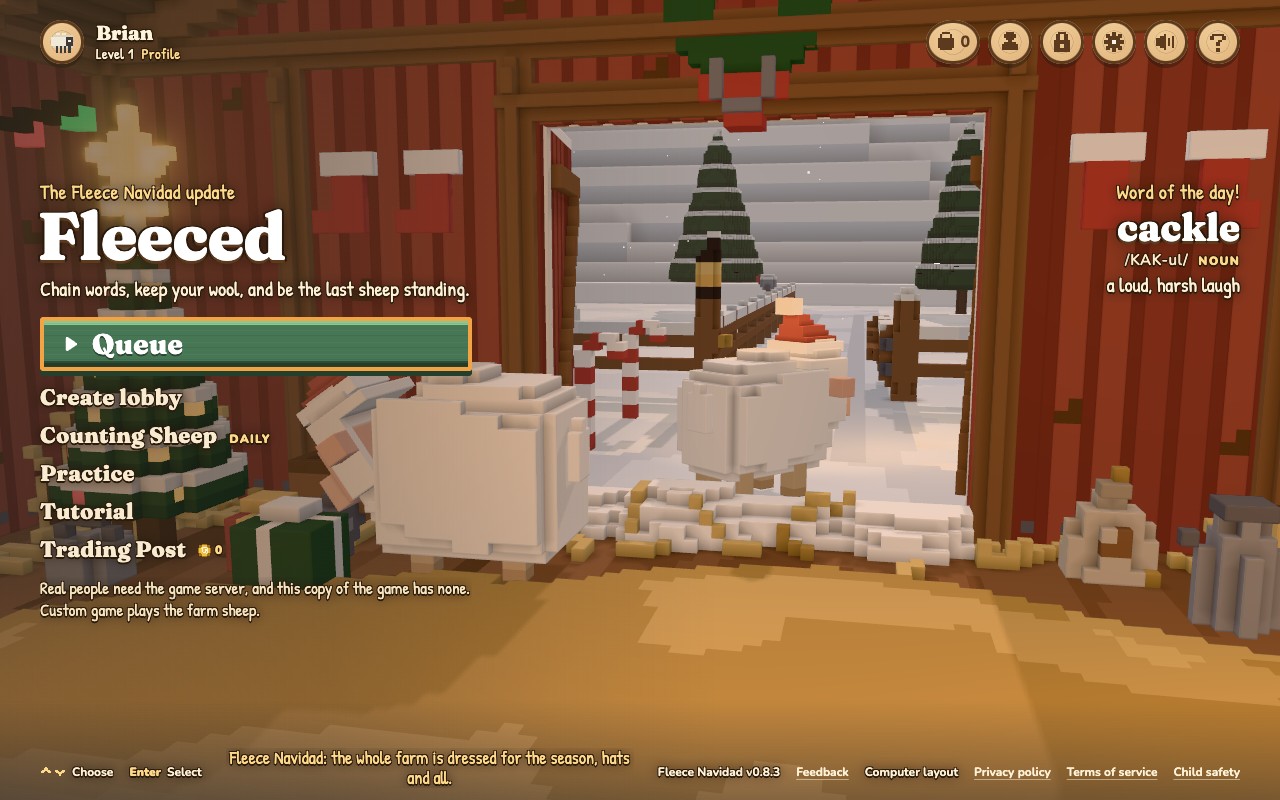 Brian
Level 1 Profile
0
The Fleece Navidad update
Fleeced
Chain words, keep your wool, and be the last sheep standing.
Queue
Create lobby
Counting Sheep DAILY
Practice
Tutorial
Trading Post 0
Real people need the game server, and this copy of the game has none.
Custom game plays the farm sheep.
Word of the day!
cackle
/KAK-ul/ NOUN
a loud, harsh laugh
Choose Enter Select
Fleece Navidad: the whole farm is dressed for the season, hats
and all.
Fleece Navidad v0.8.3 Feedback Computer layout Privacy policy Terms of service Child safety